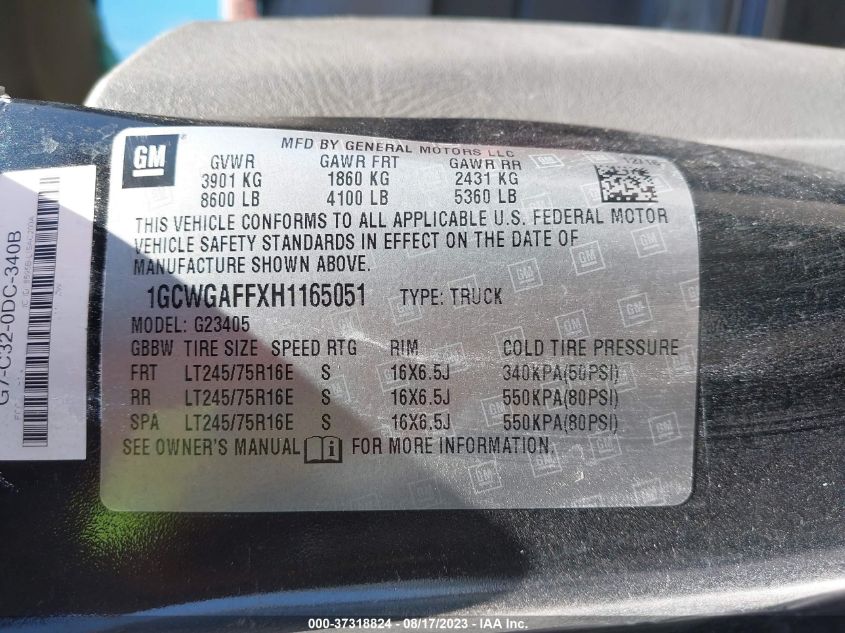 GM
MFD BY GENERAL MOTORS LLC
GVWR GAWR FRT GAWR RR 12/16
3901 KG 1860 KG 2431 KG
8600 LB 4100 LB 5360 LB
THIS VEHICLE CONFORMS TO ALL APPLICABLE U.S. FEDERAL MOTOR
VEHICLE SAFETY STANDARDS IN EFFECT ON THE DATE OF
MANUFACTURE SHOWN ABOVE.
1GCWGAFFXH1165051 TYPE: TRUCK
MODEL: G23405
GBBW TIRE SIZE SPEED RTG RIM COLD TIRE PRESSURE
FRT LT245/75R16E S 16X6.5J 340KPA(50PSI)
RR LT245/75R16E S 16X6.5J 550KPA(80PSI)
SPA LT245/75R16E S 16X6.5J 550KPA(80PSI)
SEE OWNER'S MANUAL FOR MORE INFORMATION.
G7-C32-0DC-340B
000-37318824 - 08/17/2023 - IAA Inc.